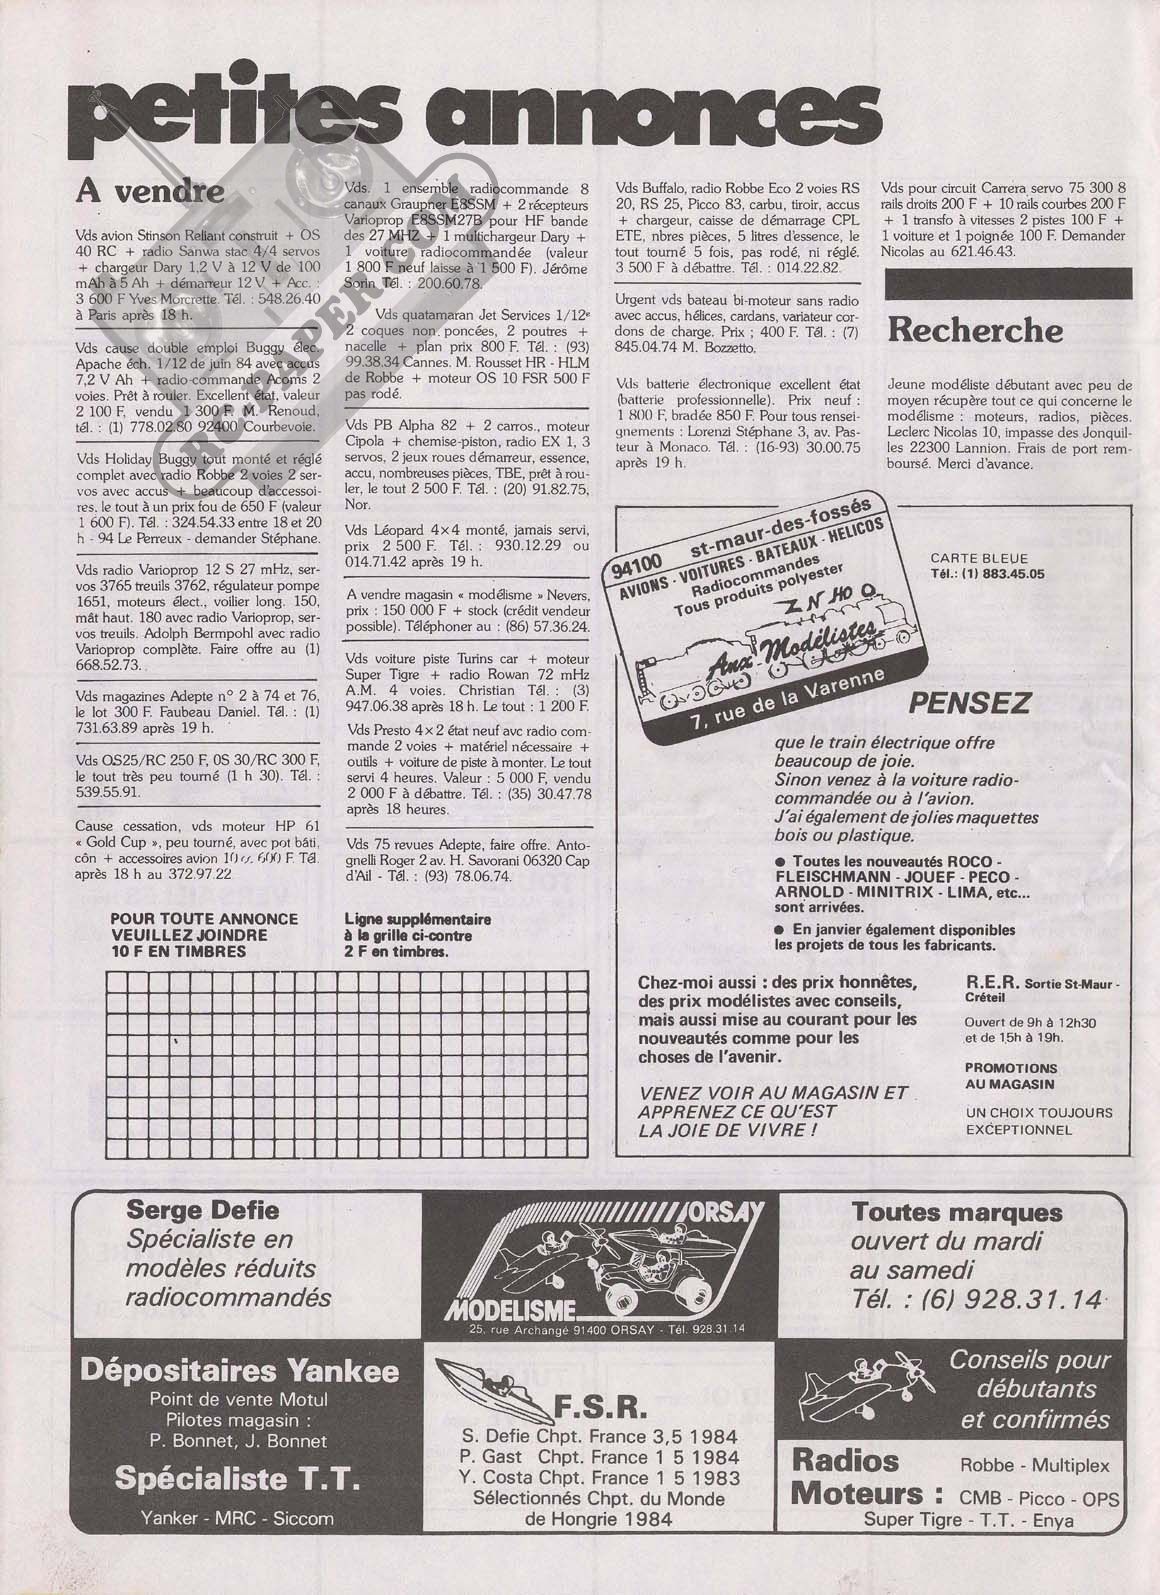 petites annonces
A vendre
Vds avion Stinson Reliant construit + OS
40 RC + radio Sanwa stac 4/4 servos
+ chargeur Dary 1,2 V à 12 V de 100
mAh à 5 Ah + démarreur 12 V + Acc. :
3 600 F Yves Morcrette. Tél. : 548.26.40
à Paris après 18 h.
Vds cause double emploi Buggy élec.
Apache éch. 1/12 de juin 84 avec accus
7,2 V Ah + radio-commande Acoms 2
voies. Prêt à rouler. Excellent état, valeur
2 100 F, vendu 1 300 F. M. Renoud,
tél. : (1) 778.02.80 92400 Courbevoie.
Vds Holiday Buggy tout monté et réglé
complet avec radio Robbe 2 voies 2 ser-
vos avec accus + beaucoup d'accessoi-
res, le tout à un prix fou de 650 F (valeur
1 600 F). Tél. : 324.54.33 entre 18 et 20
h - 94 Le Perreux - demander Stéphane.
Vds radio Varioprop 12 S 27 mHz, ser-
vos 3765 treuils 3762, régulateur pompe
1651, moteurs élect., voilier long. 150,
mât haut. 180 avec radio Varioprop, ser-
vos treuils. Adolph Bermpohl avec radio
Varioprop complète. Faire offre au (1)
668.52.73.
Vds magazines Adepte n° 2 à 74 et 76,
le lot 300 F. Faubeau Daniel. Tél. : (1)
731.63.89 après 19 h.
Vds OS25/RC 250 F, 0S 30/RC 300 F,
le tout très peu tourné (1 h 30). Tél. :
539.55.91.
Cause cessation, vds moteur HP 61
« Gold Cup », peu tourné, avec pot bâti,
côn + accessoires avion 10 cc. 600 F. Tél.
après 18 h au 372.97.22
Vds. 1 ensemble radiocommande 8
canaux Graupner E8SSM + 2 récepteurs
Varioprop E8SSM27B pour HF bande
des 27 MHZ + 1 multichargeur Dary +
1 voiture radiocommandée (valeur
1 800 F neuf laisse à 1 500 F). Jérôme
Sorin Tél. : 200.60.78.
Vds quatamaran Jet Services 1/12e
2 coques non poncées, 2 poutres +
nacelle + plan prix 800 F. Tél. : (93)
99.38.34 Cannes. M. Rousset HR - HLM
de Robbe + moteur OS 10 FSR 500 F
pas rodé.
Vds PB Alpha 82 + 2 carros., moteur
Cipola + chemise-piston, radio EX 1, 3
servos, 2 jeux roues démarreur, essence,
accu, nombreuses pièces, TBE, prêt à rou-
ler, le tout 2 500 F. Tél. : (20) 91.82.75,
Nor.
Vds Léopard 4×4 monté, jamais servi,
prix 2 500 F. Tél. : 930.12.29 ou
014.71.42 après 19 h.
A vendre magasin « modélisme » Nevers,
prix : 150 000 F + stock (crédit vendeur
possible). Téléphoner au : (86) 57.36.24.
Vds voiture piste Turins car + moteur
Super Tigre + radio Rowan 72 mHz
A.M. 4 voies. Christian Tél. : (3)
947.06.38 après 18 h. Le tout : 1 200 F.
Vds Presto 4×2 état neuf avc radio com-
mande 2 voies + matériel nécessaire +
outils + voiture de piste à monter. Le tout
servi 4 heures. Valeur : 5 000 F, vendu
2 000 F à débattre. Tél. : (35) 30.47.78
après 18 heures.
Vds 75 revues Adepte, faire offre. Anto-
gnelli Roger 2 av. H. Savorani 06320 Cap
d'Ail - Tél. : (93) 78.06.74.
Vds Buffalo, radio Robbe Eco 2 voies RS
20, RS 25, Picco 83, carbu, tiroir, accus
+ chargeur, caisse de démarrage CPL
ETE, nbres pièces, 5 litres d'essence, le
tout tourné 5 fois, pas rodé, ni réglé.
3 500 F à débattre. Tél. : 014.22.82.
Urgent vds bateau bi-moteur sans radio
avec accus, hélices, cardans, variateur cor-
dons de charge. Prix ; 400 F. Tél. : (7)
845.04.74 M. Bozzetto.
Vds batterie électronique excellent état
(batterie professionnelle). Prix neuf :
1 800 F, bradée 850 F. Pour tous rensei-
gnements : Lorenzi Stéphane 3, av. Pas-
teur à Monaco. Tél. : (16-93) 30.00.75
après 19 h.
Vds pour circuit Carrera servo 75 300 8
rails droits 200 F + 10 rails courbes 200 F
+ 1 transfo à vitesses 2 pistes 100 F +
1 voiture et 1 poignée 100 F. Demander
Nicolas au 621.46.43.
Recherche
Jeune modéliste débutant avec peu de
moyen récupère tout ce qui concerne le
modélisme : moteurs, radios, pièces.
Leclerc Nicolas 10, impasse des Jonquil-
les 22300 Lannion. Frais de port rem-
boursé. Merci d'avance.
POUR TOUTE ANNONCE
VEUILLEZ JOINDRE
10 F EN TIMBRES
Ligne supplémentaire
à la grille ci-contre
2 F en timbres.
94100 st-maur-des-fossés
AVIONS - VOITURES - BATEAUX - HELICOS
Radiocommandes
Tous produits polyester
Z N HO O
Aux Modélistes
7, rue de la Varenne
CARTE BLEUE
Tél.: (1) 883.45.05
PENSEZ
que le train électrique offre
beaucoup de joie.
Sinon venez à la voiture radio-
commandée ou à l'avion.
J'ai également de jolies maquettes
bois ou plastique.
● Toutes les nouveautés ROCO -
FLEISCHMANN - JOUEF - PECO -
ARNOLD - MINITRIX - LIMA, etc...
sont arrivées.
● En janvier également disponibles
les projets de tous les fabricants.
Chez-moi aussi : des prix honnêtes,
des prix modélistes avec conseils,
mais aussi mise au courant pour les
nouveautés comme pour les
choses de l'avenir.
VENEZ VOIR AU MAGASIN ET
APPRENEZ CE QU'EST
LA JOIE DE VIVRE !
R.E.R. Sortie St-Maur -
Créteil
Ouvert de 9h à 12h30
et de 15h à 19h.
PROMOTIONS
AU MAGASIN
UN CHOIX TOUJOURS
EXCEPTIONNEL
Serge Defie
Spécialiste en
modèles réduits
radiocommandés
ORSAY
MODELISME
25, rue Archangé 91400 ORSAY - Tél. 928.31.14
Toutes marques
ouvert du mardi
au samedi
Tél. : (6) 928.31.14
Dépositaires Yankee
Point de vente Motul
Pilotes magasin :
P. Bonnet, J. Bonnet
Spécialiste T.T.
Yanker - MRC - Siccom
F.S.R.
S. Defie Chpt. France 3,5 1984
P. Gast Chpt. France 1 5 1984
Y. Costa Chpt. France 1 5 1983
Sélectionnés Chpt. du Monde
de Hongrie 1984
Conseils pour
débutants
et confirmés
Radios Robbe - Multiplex
Moteurs : CMB - Picco - OPS
Super Tigre - T.T. - Enya
RC-PAPER.COM